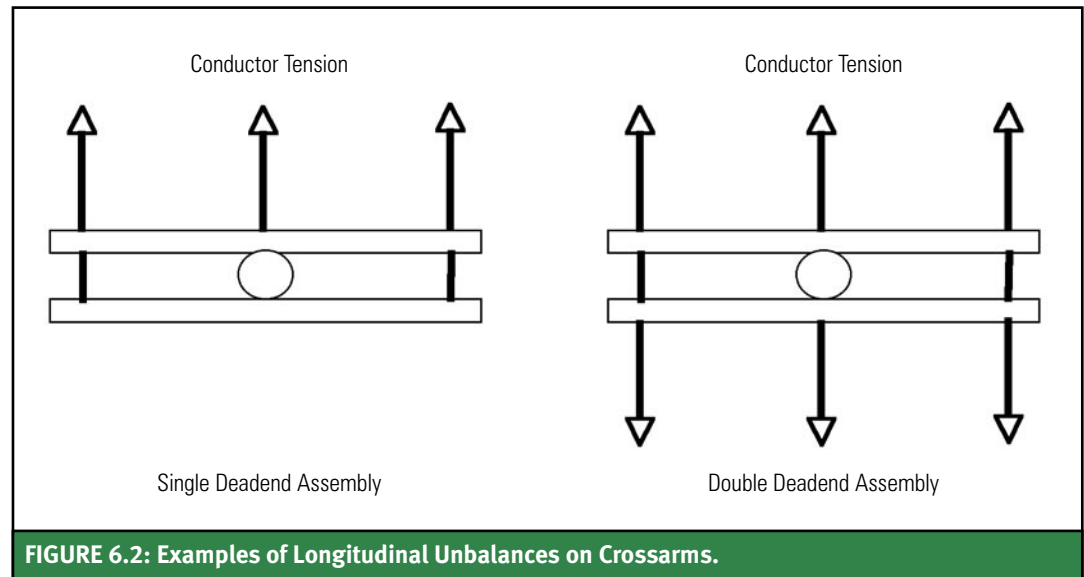 Conductor Tension
Conductor Tension
Single Deadend Assembly
Double Deadend Assembly
FIGURE 6.2: Examples of Longitudinal Unbalances on Crossarms.